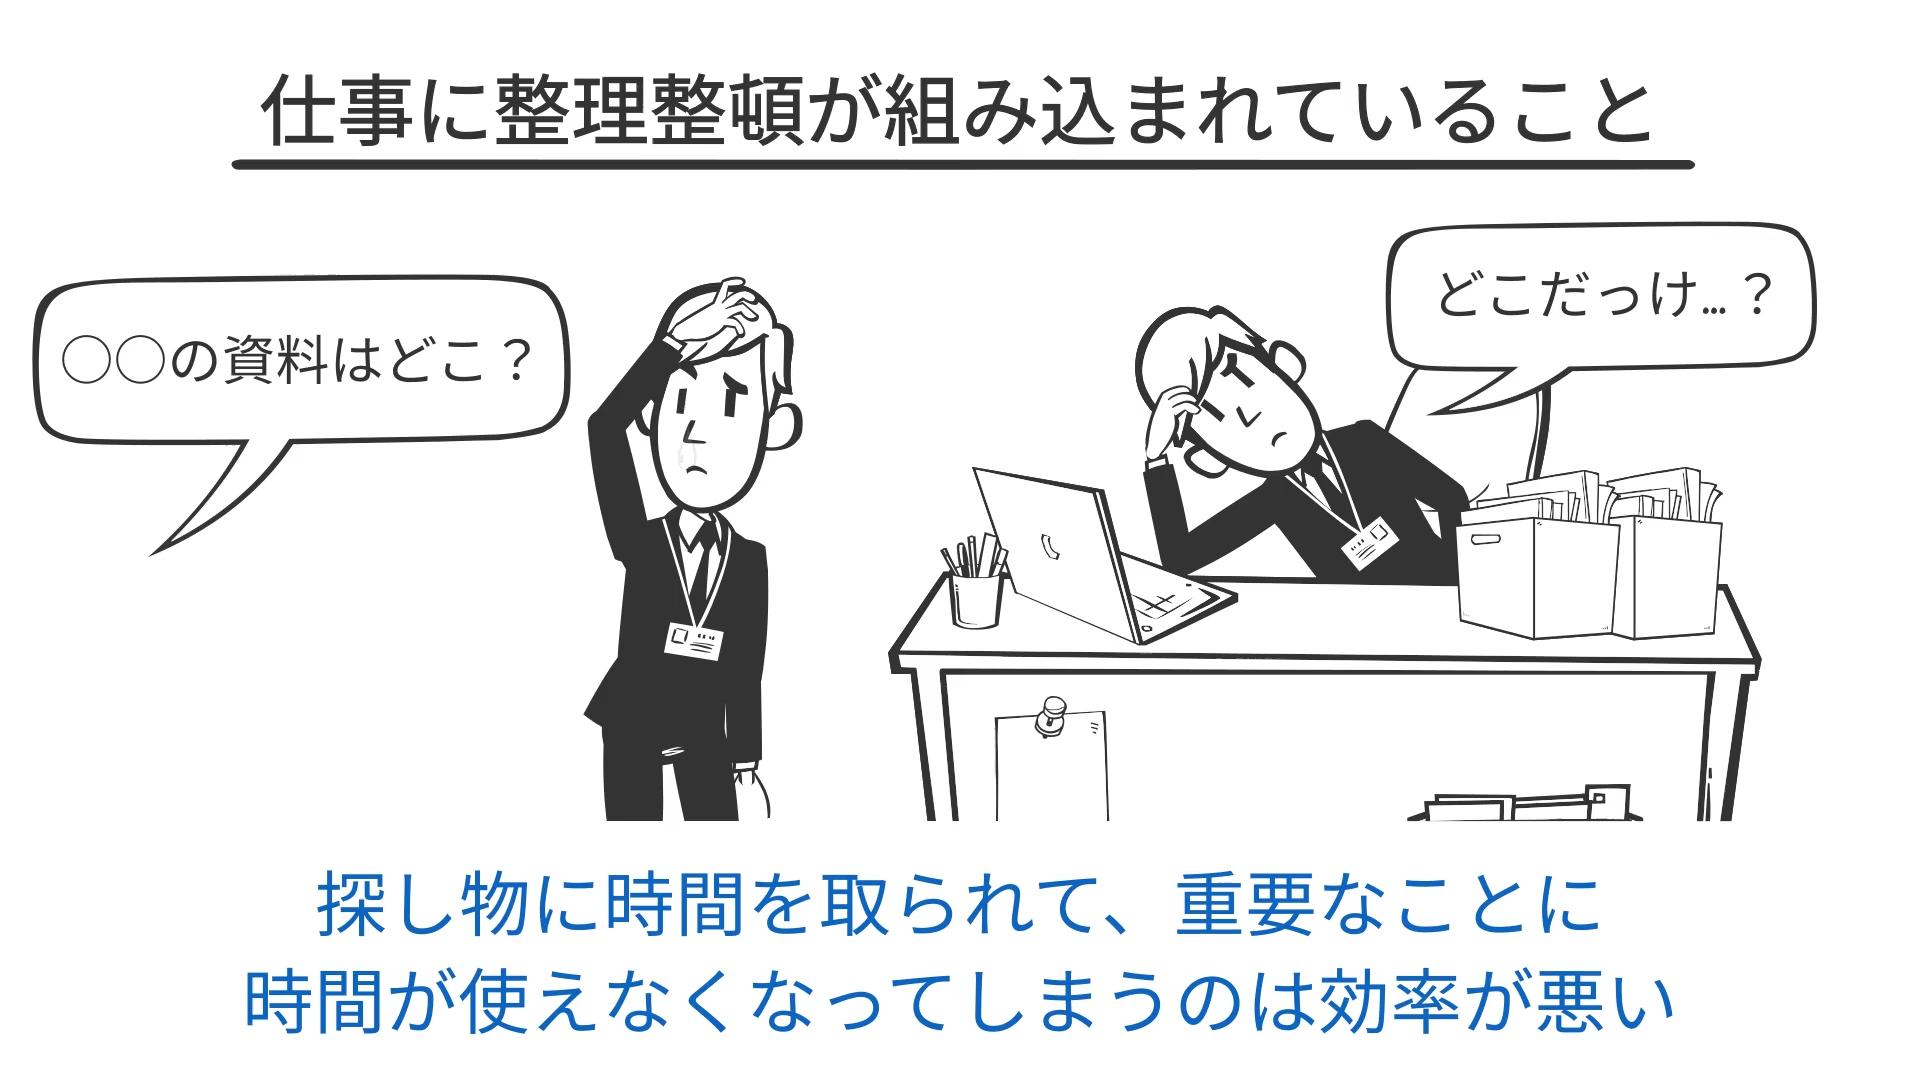 仕事に整理整頓が組み込まれていること
○○の資料はどこ？
どこだっけ…？
探し物に時間を取られて、重要なことに
時間が使えなくなってしまうのは効率が悪い